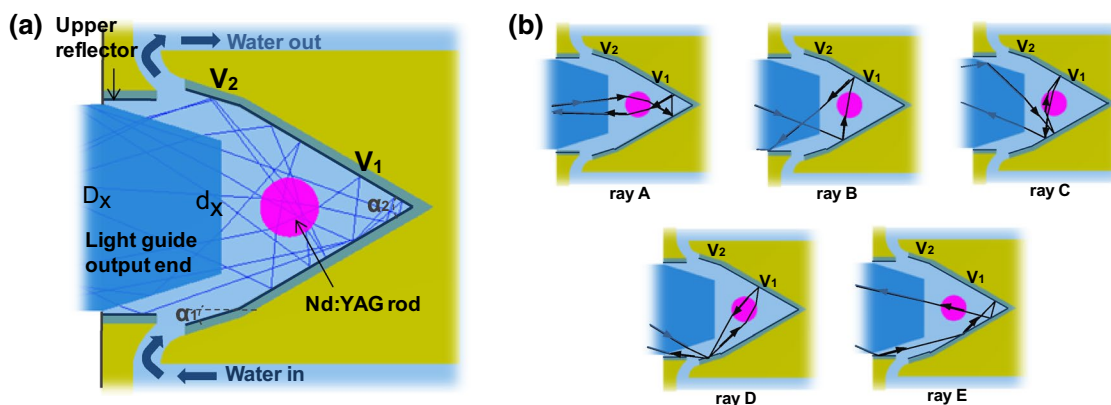 (a)
Upper
reflector
Water out
V2
V1
Dx
dx
α2
Light guide
output end
Nd:YAG rod
α1
Water in
(b)
V2
V1
ray A
V2
V1
ray B
V2
V1
ray C
V2
V1
ray D
V2
V1
ray E